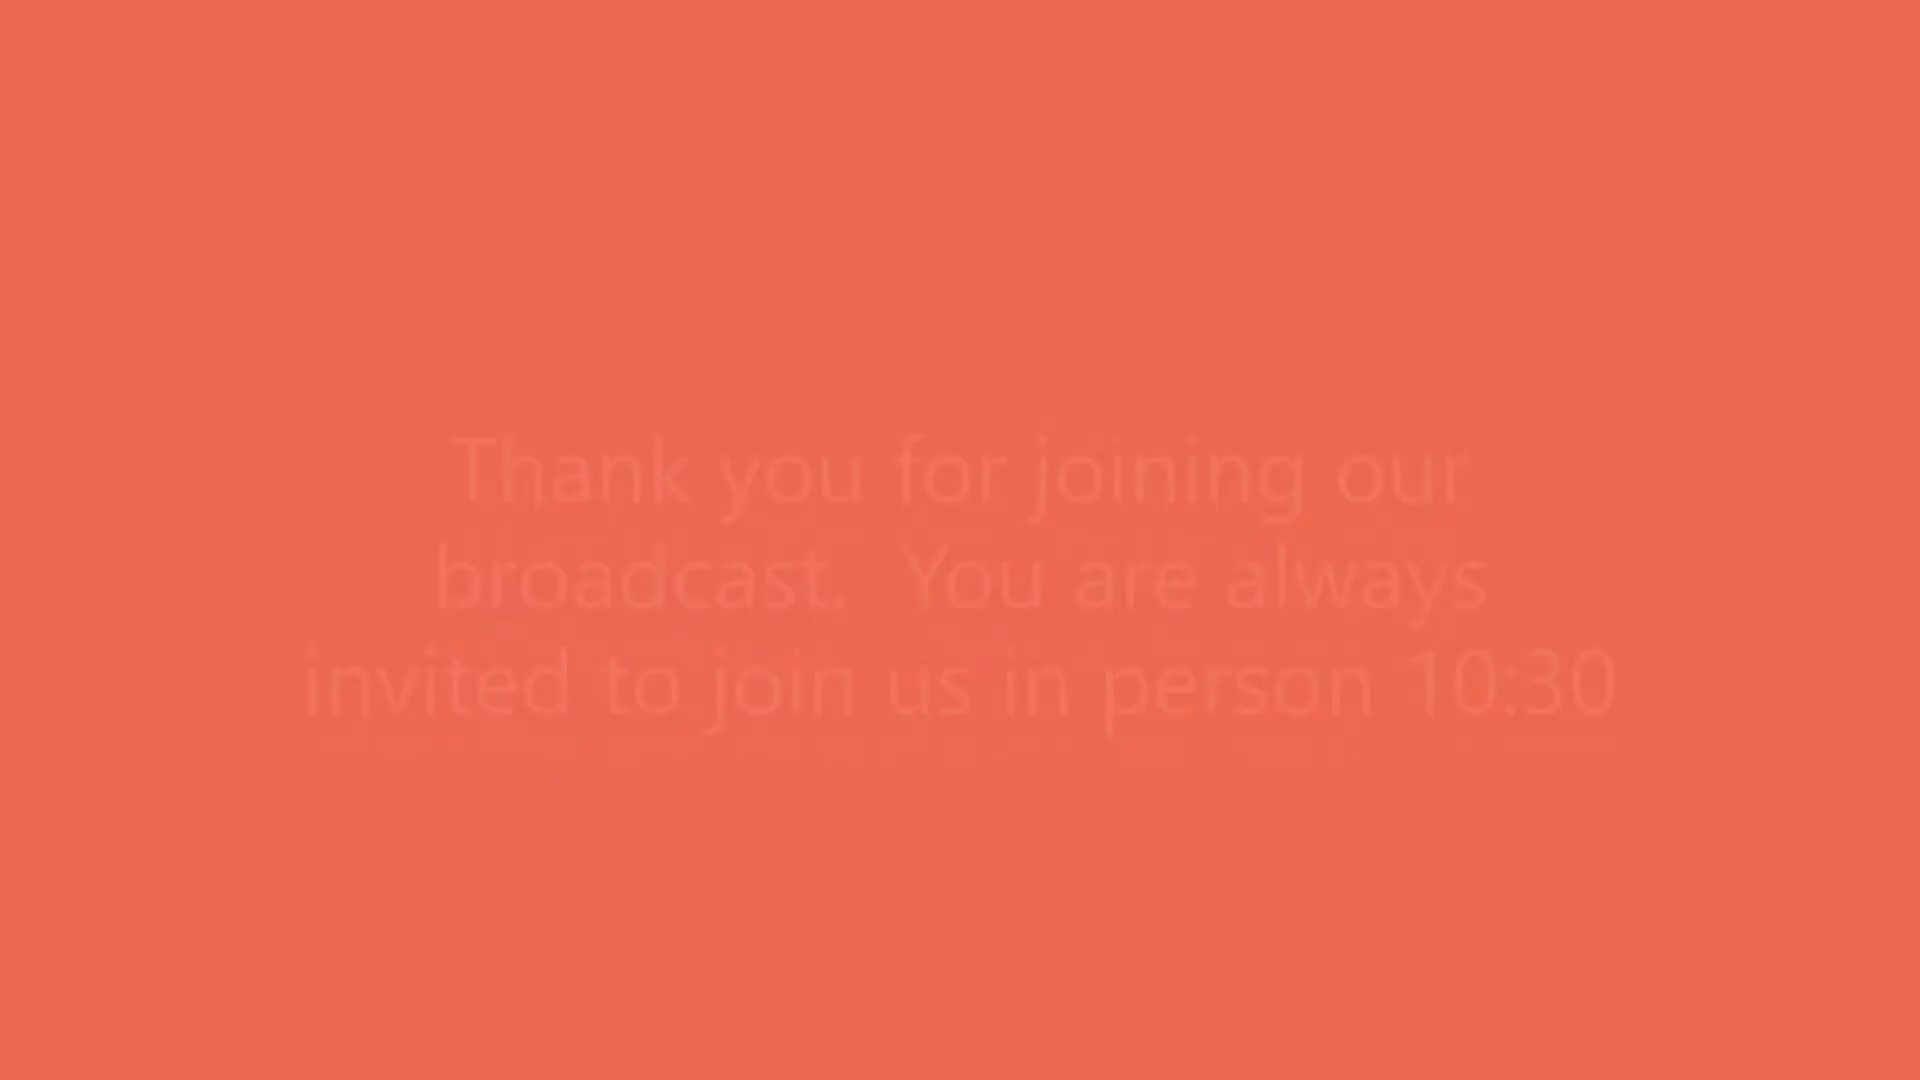 Thank you for joining our
broadcast.  You are always
invited to join us in person 10:30